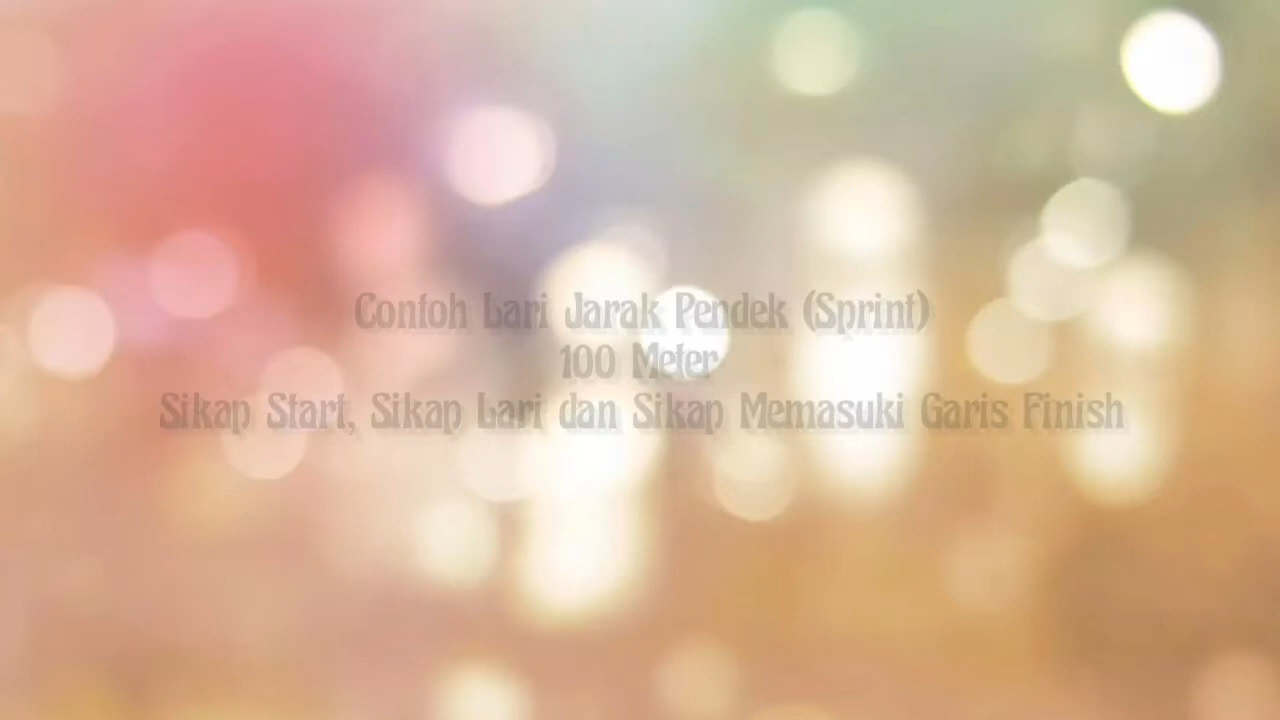 Contoh Lari Jarak Pendek (Sprint)
100 Meter
Sikap Start, Sikap Lari dan Sikap Memasuki Garis Finish